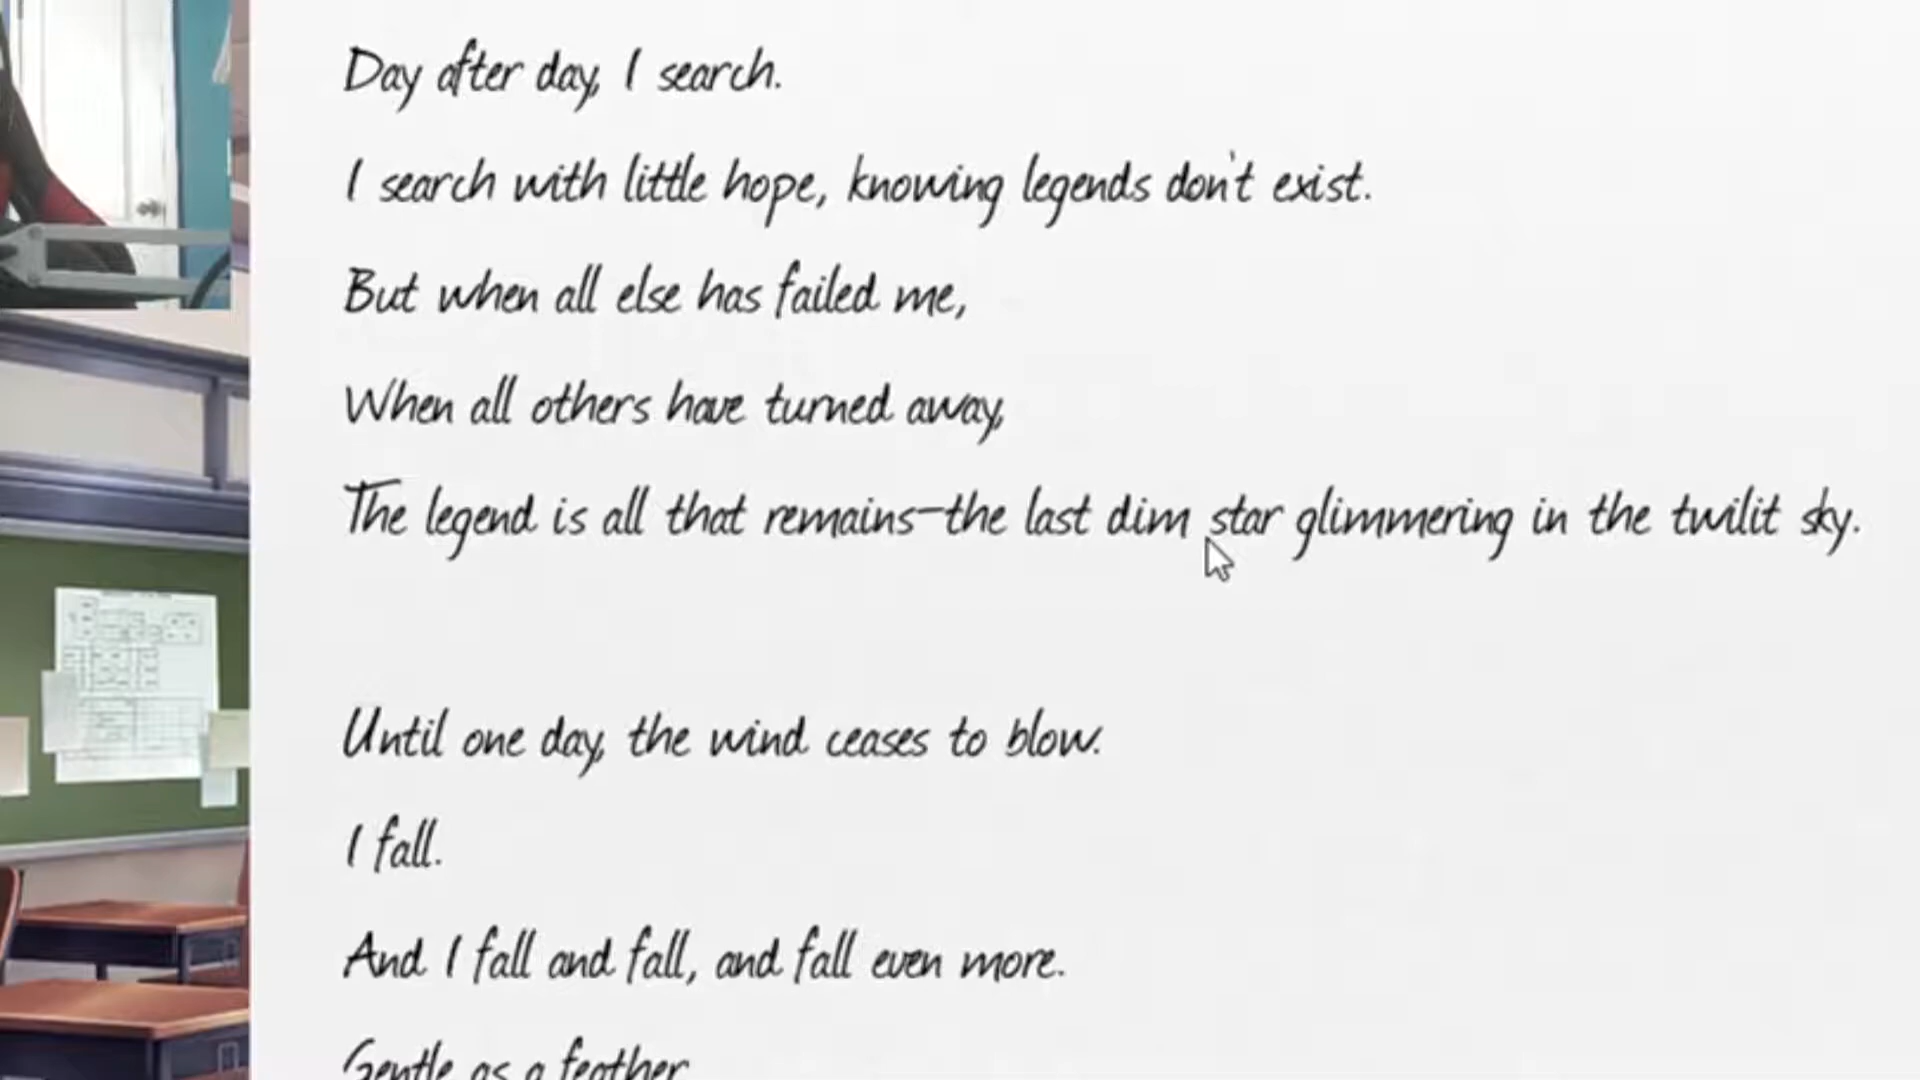 Day after day, I search.
I search with little hope, knowing legends don't exist.
But when all else has failed me,
When all others have turned away,
The legend is all that remains—the last dim star glimmering in the twilit sky.
Until one day, the wind ceases to blow.
I fall.
And I fall and fall, and fall even more.
Gentle as a feather